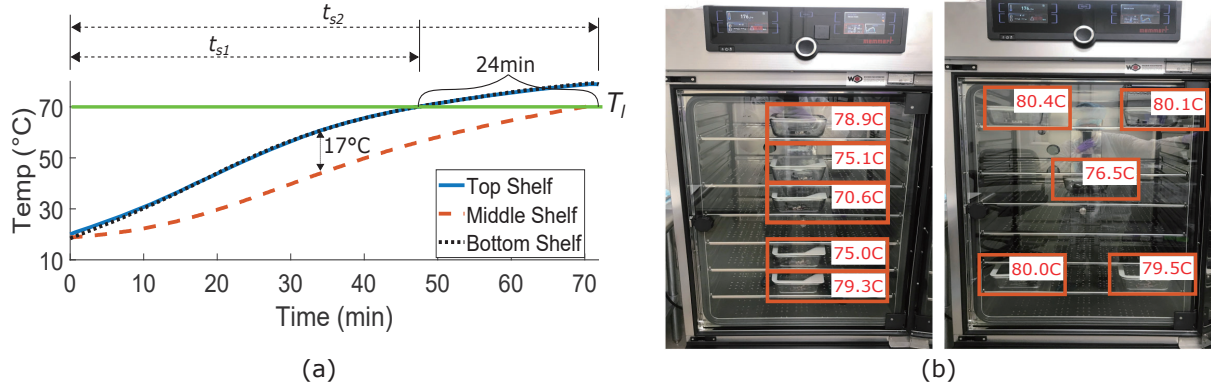 t_s2
t_s1
24min
T_l
17°C
Temp (°C)
70
50
30
10
Top Shelf
Middle Shelf
Bottom Shelf
0 10 20 30 40 50 60 70
Time (min)
(a)
memmert
78.9C
75.1C
70.6C
75.0C
79.3C
memmert
80.4C
80.1C
76.5C
80.0C
79.5C
(b)